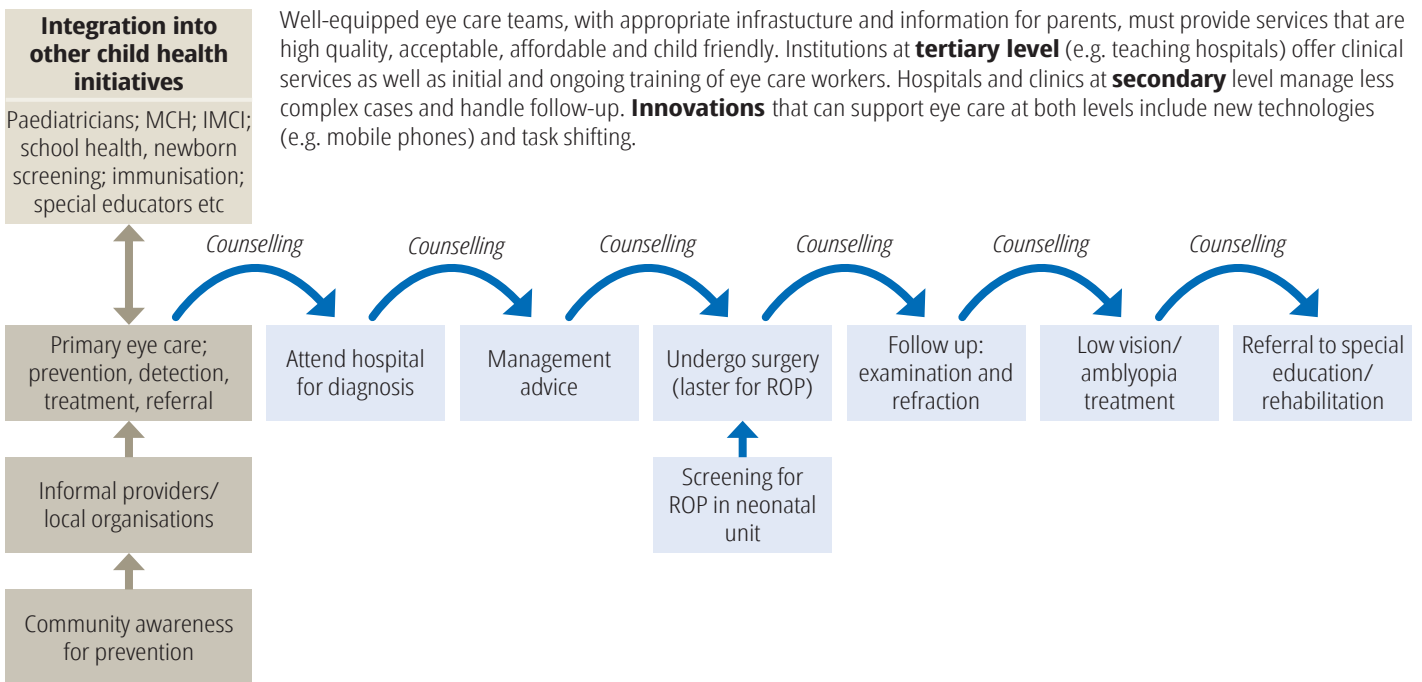 Integration into
other child health
initiatives
Paediatricians; MCH; IMCI;
school health, newborn
screening; immunisation;
special educators etc
Well-equipped eye care teams, with appropriate infrastucture and information for parents, must provide services that are
high quality, acceptable, affordable and child friendly. Institutions at tertiary level (e.g. teaching hospitals) offer clinical
services as well as initial and ongoing training of eye care workers. Hospitals and clinics at secondary level manage less
complex cases and handle follow-up. Innovations that can support eye care at both levels include new technologies
(e.g. mobile phones) and task shifting.
Counselling
Counselling
Counselling
Counselling
Counselling
Counselling
Primary eye care;
prevention, detection,
treatment, referral
Attend hospital
for diagnosis
Management
advice
Undergo surgery
(laster for ROP)
Follow up:
examination and
refraction
Low vision/
amblyopia
treatment
Referral to special
education/
rehabilitation
Informal providers/
local organisations
Screening for
ROP in neonatal
unit
Community awareness
for prevention